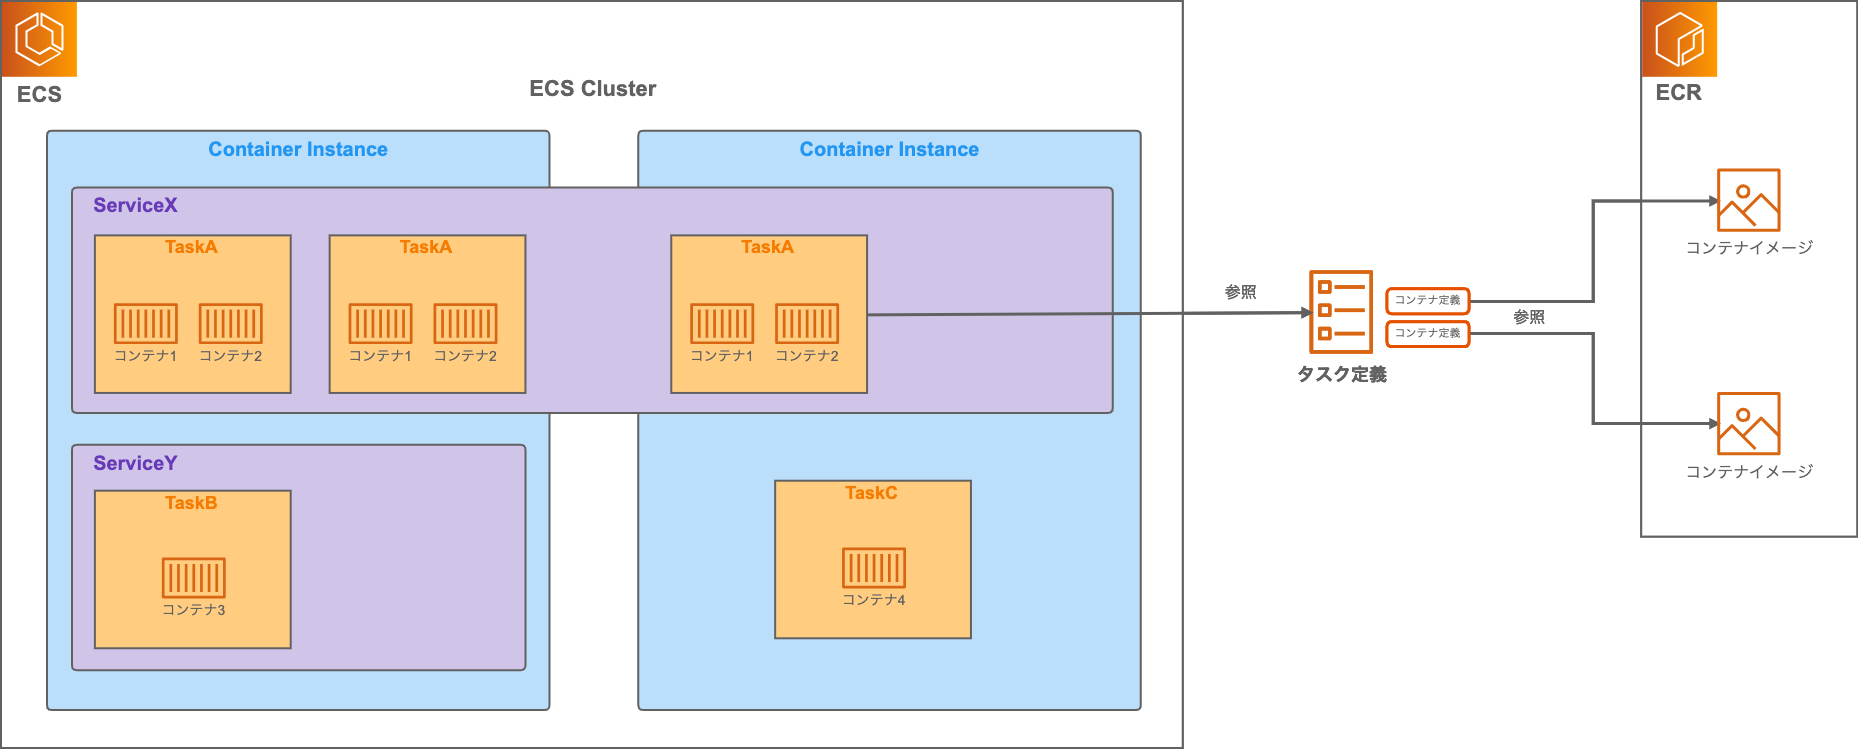 ECS
ECS Cluster
Container Instance
Container Instance
ServiceX
TaskA
コンテナ1
コンテナ2
TaskA
コンテナ1
コンテナ2
TaskA
コンテナ1
コンテナ2
ServiceY
TaskB
コンテナ3
TaskC
コンテナ4
参照
タスク定義
コンテナ定義
コンテナ定義
参照
ECR
コンテナイメージ
コンテナイメージ